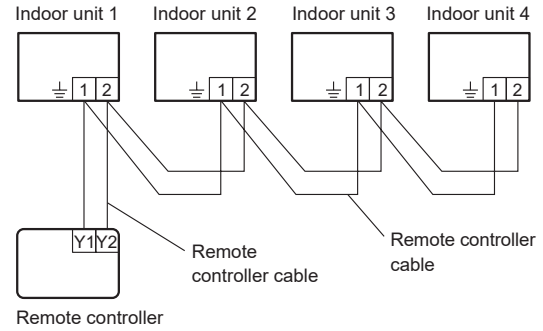 Indoor unit 1
Indoor unit 2
Indoor unit 3
Indoor unit 4
1 2
1 2
1 2
1 2
Y1 Y2
Remote
controller cable
Remote controller
cable
Remote controller